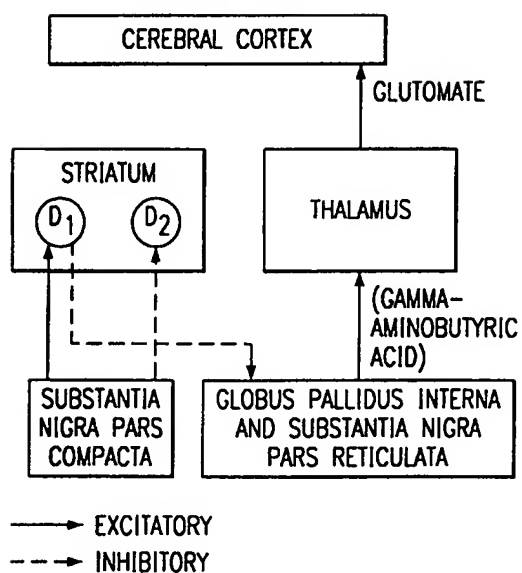 CEREBRAL CORTEX
GLUTOMATE
STRIATUM
D1
D2
THALAMUS
(GAMMA-
AMINOBUTYRIC
ACID)
SUBSTANTIA
NIGRA PARS
COMPACTA
GLOBUS PALLIDUS INTERNA
AND SUBSTANTIA NIGRA
PARS RETICULATA
EXCITATORY
INHIBITORY